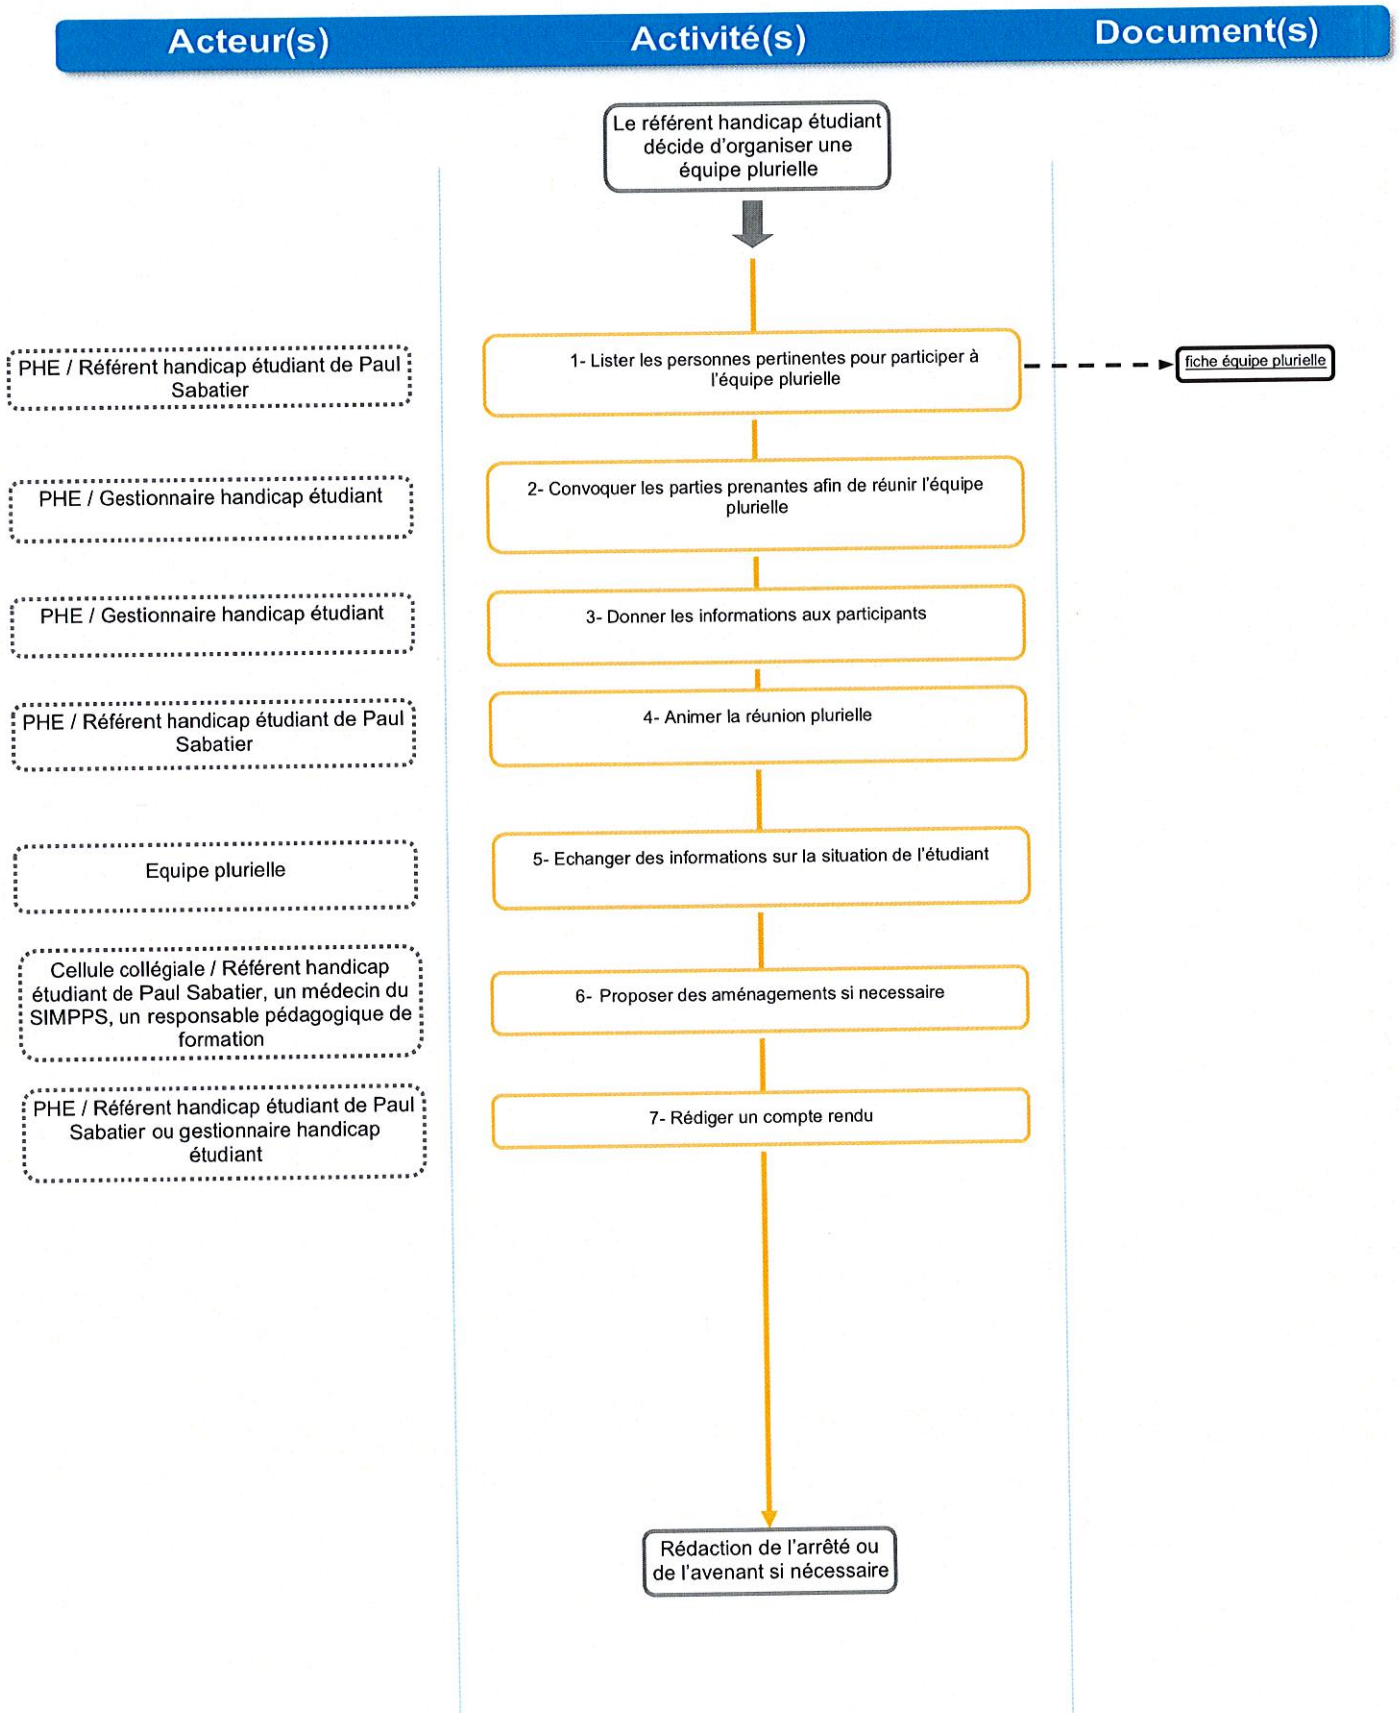 Acteur(s)
Activité(s)
Document(s)
Le référent handicap étudiant
décide d'organiser une
équipe plurielle
PHE / Référent handicap étudiant de Paul
Sabatier
1- Lister les personnes pertinentes pour participer à
l'équipe plurielle
fiche équipe plurielle
PHE / Gestionnaire handicap étudiant
2- Convoquer les parties prenantes afin de réunir l'équipe
plurielle
PHE / Gestionnaire handicap étudiant
3- Donner les informations aux participants
PHE / Référent handicap étudiant de Paul
Sabatier
4- Animer la réunion plurielle
Equipe plurielle
5- Echanger des informations sur la situation de l'étudiant
Cellule collégiale / Référent handicap
étudiant de Paul Sabatier, un médecin du
SIMPPS, un responsable pédagogique de
formation
6- Proposer des aménagements si necessaire
PHE / Référent handicap étudiant de Paul
Sabatier ou gestionnaire handicap
étudiant
7- Rédiger un compte rendu
Rédaction de l'arrêté ou
de l'avenant si nécessaire